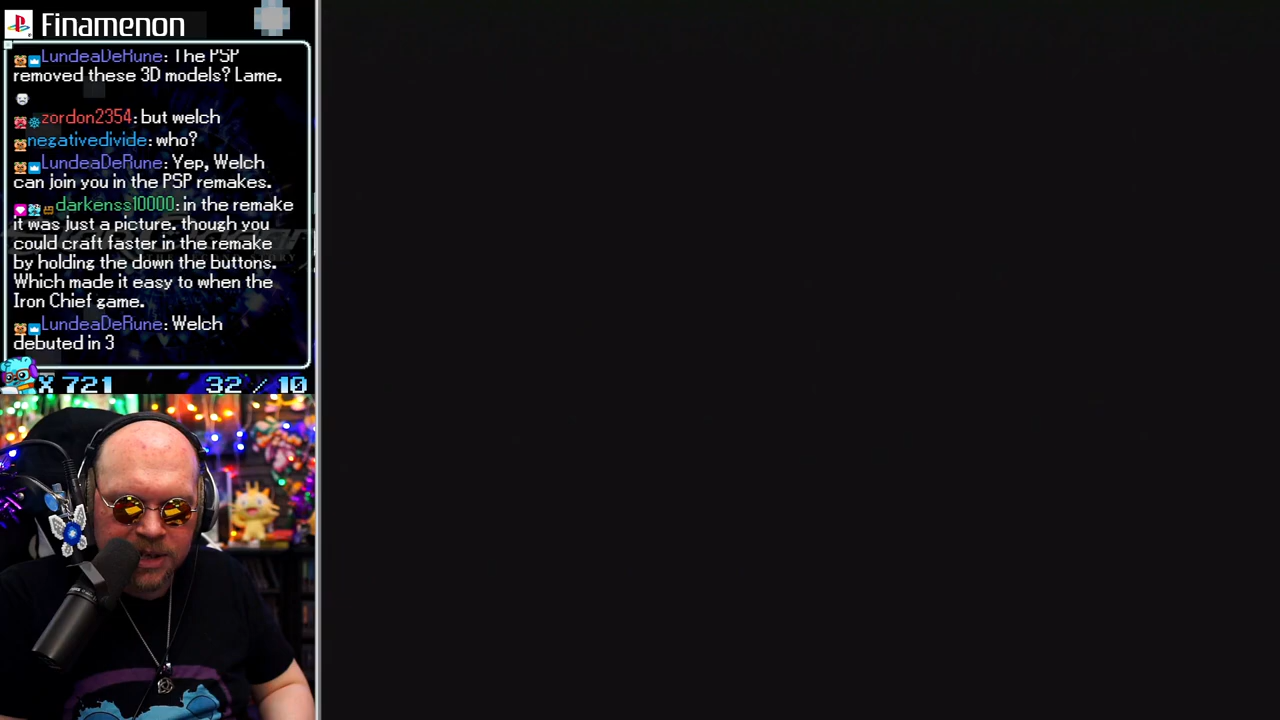 Finamenon
LundeaDeRune: The PSP
removed these 3D models? Lame.
zordon2354: but welch
negativedivide: who?
LundeaDeRune: Yep, Welch
can join you in the PSP remakes.
darkenss10000: in the remake
it was just a picture. though you
could craft faster in the remake
by holding the down the buttons.
Which made it easy to when the
Iron Chief game.
LundeaDeRune: Welch
debuted in 3
X 721 32 / 10